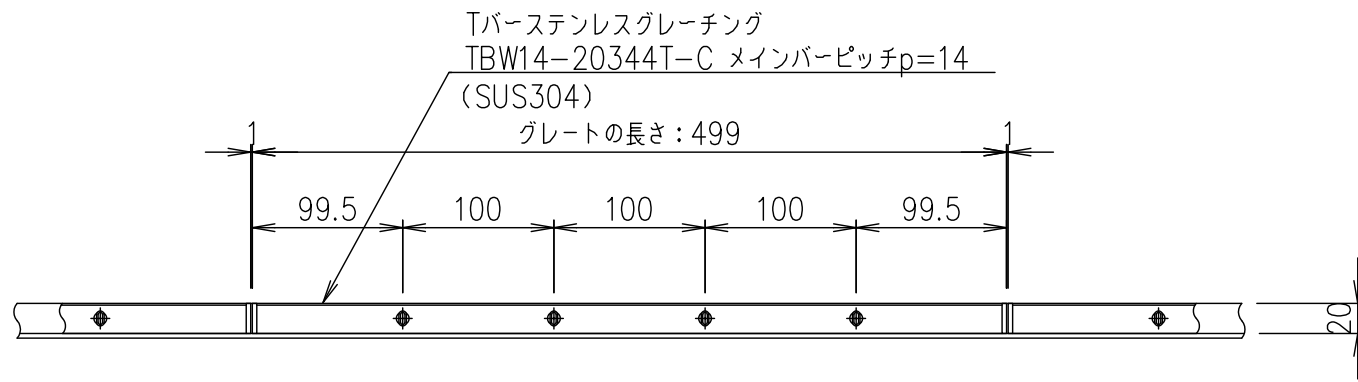 Tバーステンレスグレーチング
TBW14-20344T-C メインバーピッチp=14
(SUS304)
1 グレートの長さ:499 1
99.5 100 100 100 99.5
20